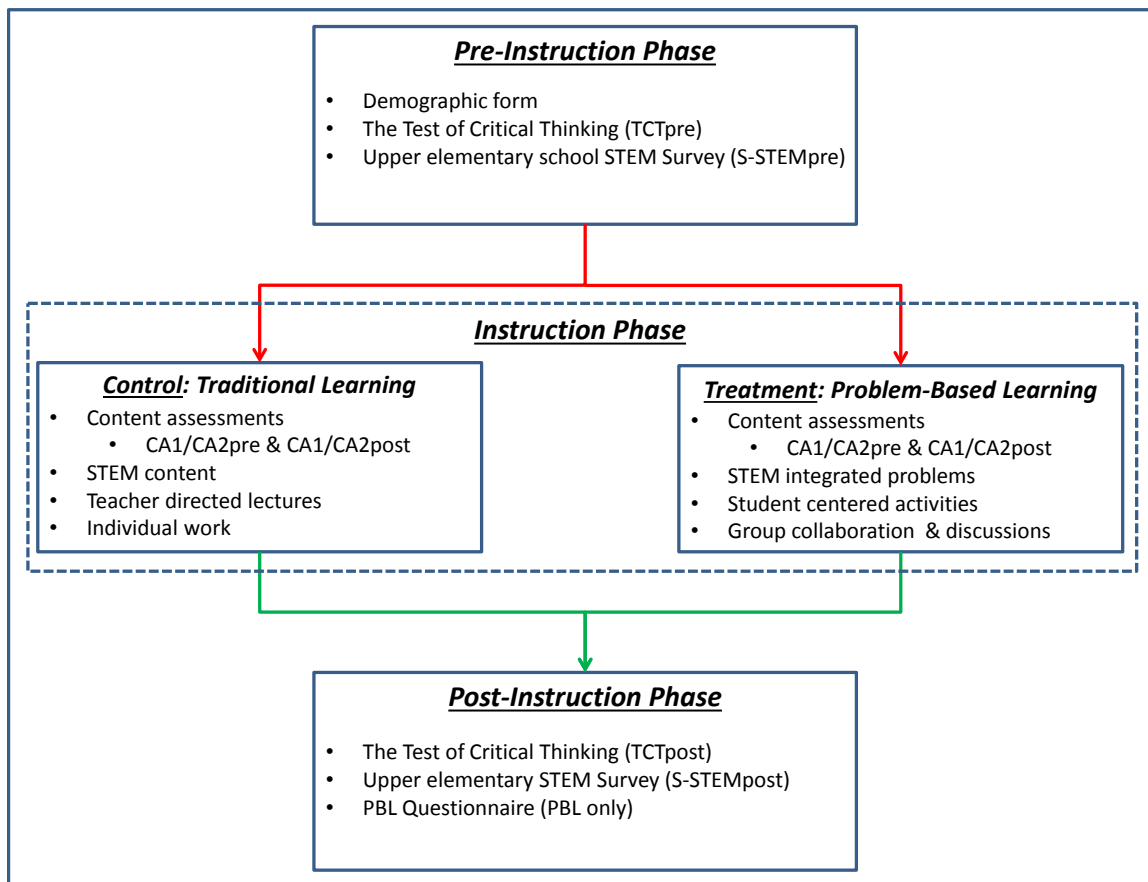 Pre-Instruction Phase
• Demographic form
• The Test of Critical Thinking (TCTpre)
• Upper elementary school STEM Survey (S-STEMpre)
Instruction Phase
Control: Traditional Learning
• Content assessments
• CA1/CA2pre & CA1/CA2post
• STEM content
• Teacher directed lectures
• Individual work
Treatment: Problem-Based Learning
• Content assessments
• CA1/CA2pre & CA1/CA2post
• STEM integrated problems
• Student centered activities
• Group collaboration & discussions
Post-Instruction Phase
• The Test of Critical Thinking (TCTpost)
• Upper elementary STEM Survey (S-STEMpost)
• PBL Questionnaire (PBL only)